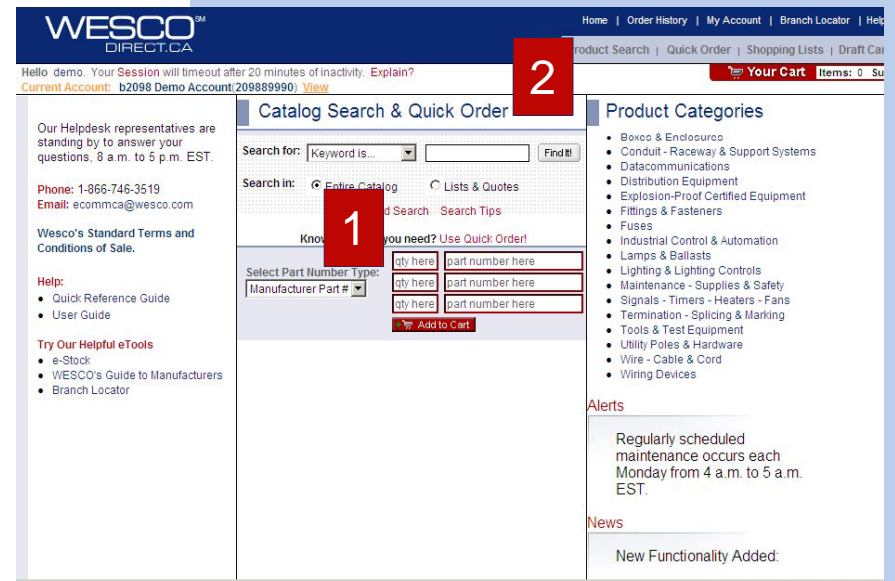 WESCO SM
DIRECT.CA
Home | Order History | My Account | Branch Locator | Help
Product Search | Quick Order | Shopping Lists | Draft
Hello demo. Your Session will timeout after 20 minutes of inactivity. Explain?
Your Cart Items: 0
Current Account: b2098 Demo Account(209889990) View
2
Our Helpdesk representatives are
standing by to answer your
questions, 8 a.m. to 5 p.m. EST.
Phone: 1-866-746-3519
Email: ecommca@wesco.com
Wesco's Standard Terms and
Conditions of Sale.
Help:
Quick Reference Guide
User Guide
Try Our Helpful eTools
e-Stock
WESCO's Guide to Manufacturers
Branch Locator
Catalog Search & Quick Order
Search for: Keyword is... Find It!
Search in: Entire Catalog Lists & Quotes
Search Search Tips
1
you need? Use Quick Order!
Select Part Number Type:
Manufacturer Part #
qty here part number here
qty here part number here
qty here part number here
Add to Cart
Product Categories
Boxes & Enclosures
Conduit - Raceway & Support Systems
Datacommunications
Distribution Equipment
Explosion-Proof Certified Equipment
Fittings & Fasteners
Fuses
Industrial Control & Automation
Lamps & Ballasts
Lighting & Lighting Controls
Maintenance - Supplies & Safety
Signals - Timers - Heaters - Fans
Termination - Splicing & Marking
Tools & Test Equipment
Utility Poles & Hardware
Wire - Cable & Cord
Wiring Devices
Alerts
Regularly scheduled
maintenance occurs each
Monday from 4 a.m. to 5 a.m.
EST.
News
New Functionality Added: